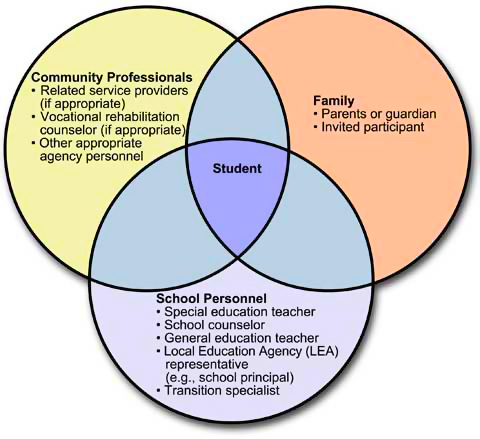 Community Professionals
• Related service providers
(if appropriate)
• Vocational rehabilitation
counselor (if appropriate)
• Other appropriate
agency personnel
Family
• Parents or guardian
• Invited participant
Student
School Personnel
• Special education teacher
• School counselor
• General education teacher
• Local Education Agency (LEA)
representative
(e.g., school principal)
• Transition specialist